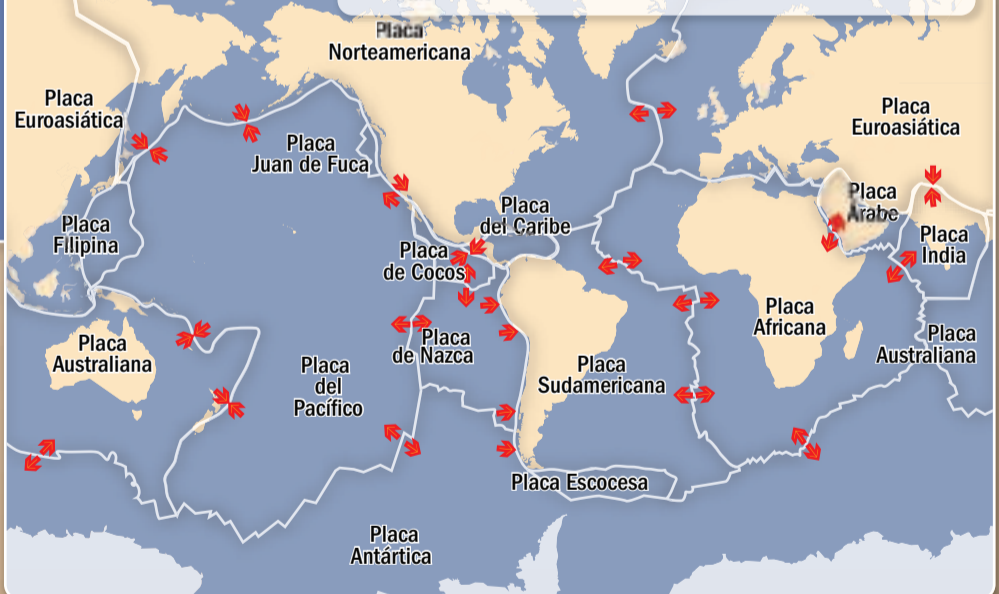 Placa
Norteamericana
Placa
Euroasiática
Placa
Juan de Fuca
Placa
Euroasiática
Placa
Filipina
Placa
del Caribe
Placa
de Cocos
Placa
Árabe
Placa
India
Placa
Australiana
Placa
de Nazca
Placa
del
Pacífico
Placa
Sudamericana
Placa
Africana
Placa
Australiana
Placa Escocesa
Placa
Antártica